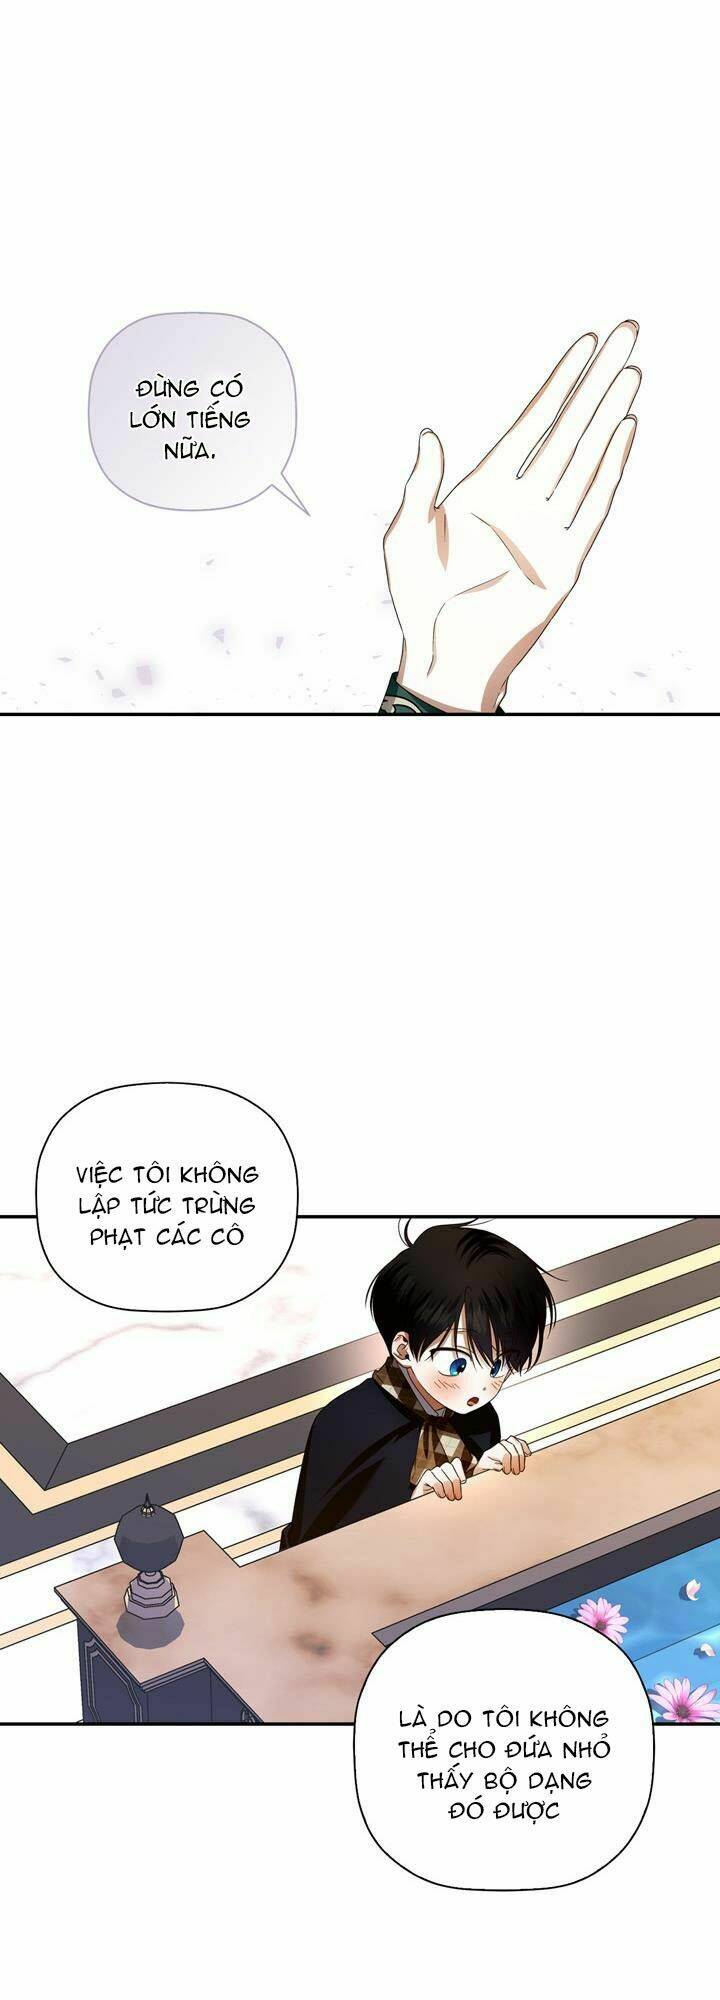 ĐỪNG CÓ
LỚN TIẾNG
NỮA.
VIỆC TÔI KHÔNG
LẬP TỨC TRỪNG
PHẠT CÁC CÔ
LÀ DO TÔI KHÔNG
THỂ CHO ĐỨA NHỎ
THẤY BỘ DẠNG
ĐÓ ĐƯỢC